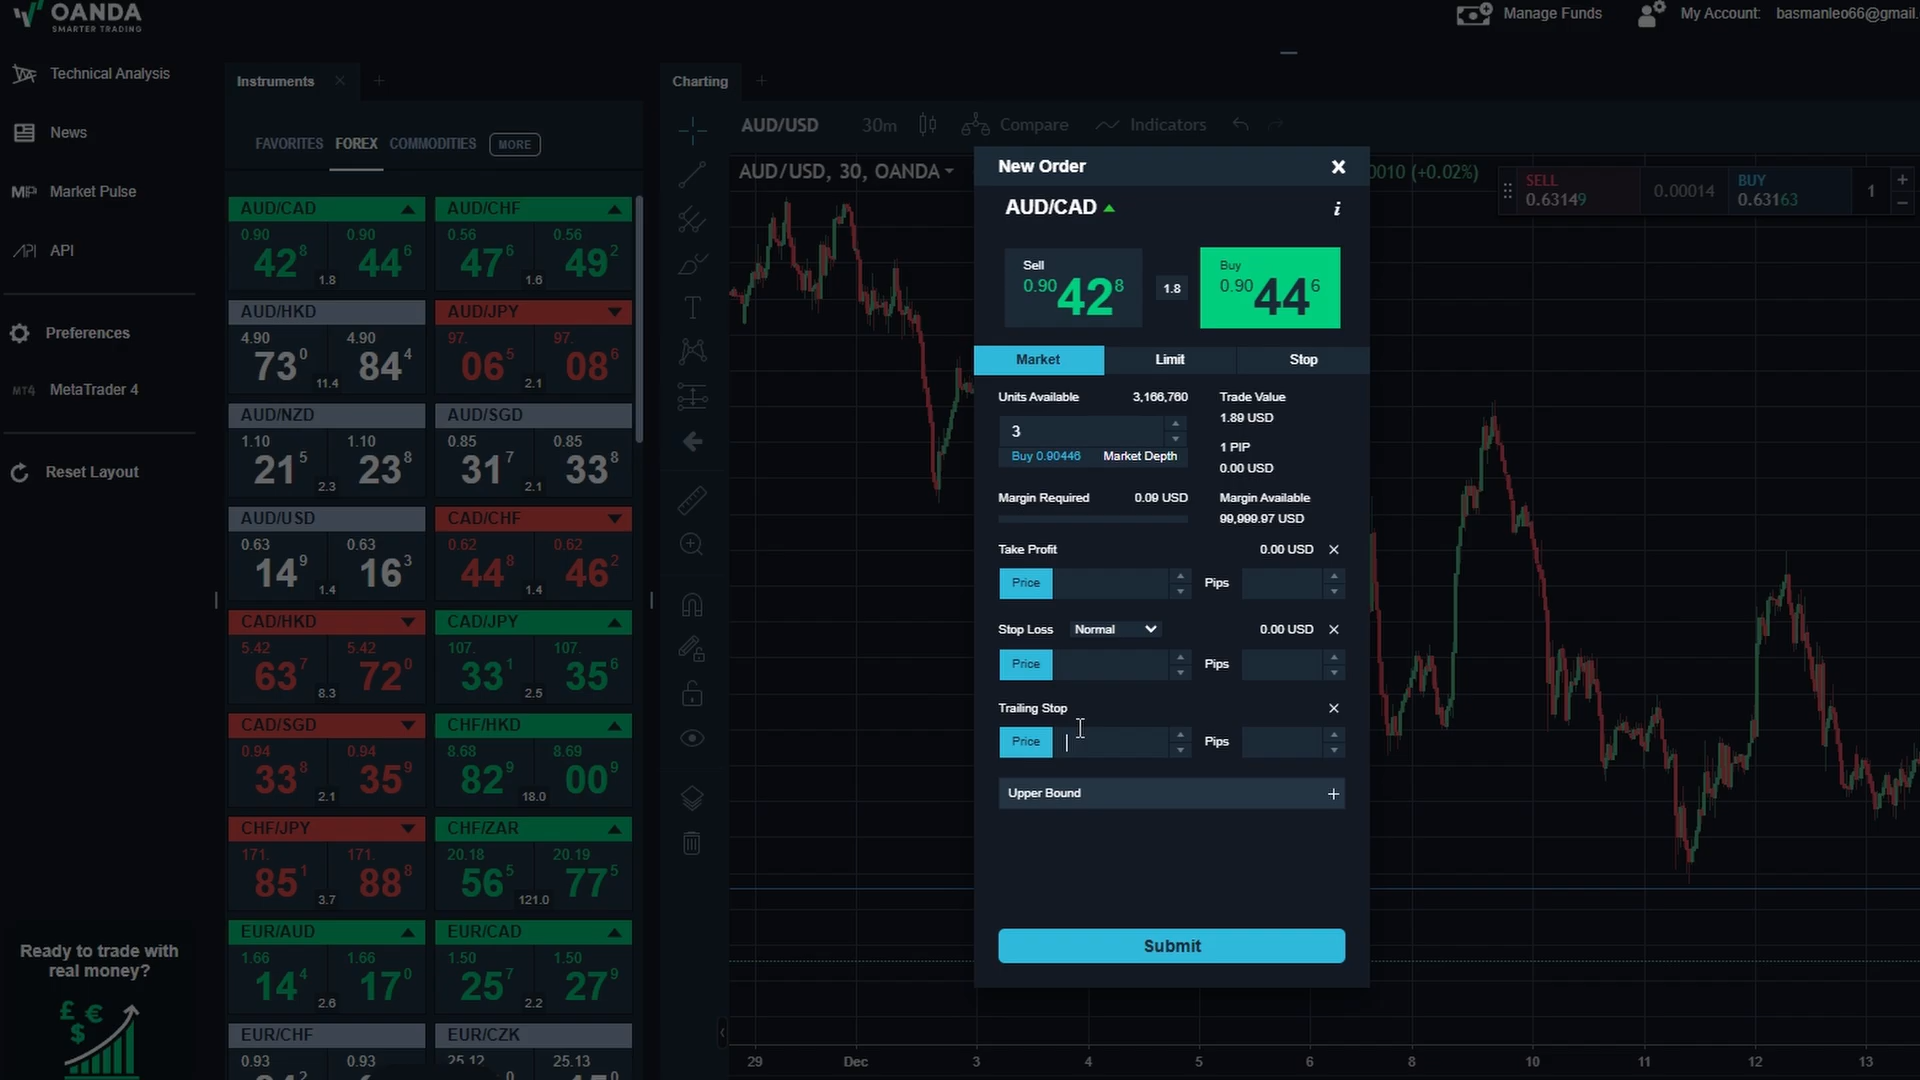 OANDA
SMARTER TRADING
Manage Funds
My Account: basmanleo66@gmail.
Technical Analysis
News
MP Market Pulse
API
Preferences
MT4 MetaTrader 4
Reset Layout
Ready to trade with
real money?
£ €
$
Instruments
FAVORITES FOREX COMMODITIES MORE
AUD/CAD
0.90 42 8 0.90 44 6 1.8
AUD/CHF
0.56 47 6 0.56 49 2 1.6
AUD/HKD
4.90 73 0 4.90 84 4 11.4
AUD/JPY
97. 06 5 97. 08 6 2.1
AUD/NZD
1.10 21 5 1.10 23 8 2.3
AUD/SGD
0.85 31 7 0.85 33 8 2.1
AUD/USD
0.63 14 9 0.63 16 3 1.4
CAD/CHF
0.62 44 8 0.62 46 2 1.4
CAD/HKD
5.42 63 7 5.42 72 0 8.3
CAD/JPY
107. 33 1 107. 35 6 2.5
CAD/SGD
0.94 33 8 0.94 35 9 2.1
CHF/HKD
8.68 82 9 8.69 00 9 18.0
CHF/JPY
171. 85 1 171. 88 8 3.7
CHF/ZAR
20.18 56 5 20.19 77 5 121.0
EUR/AUD
1.66 14 4 1.66 17 0 2.6
EUR/CAD
1.50 25 7 1.50 27 9 2.2
EUR/CHF
0.93 0.93
EUR/CZK
25.12 25.13
Charting
AUD/USD 30m Compare Indicators
AUD/USD, 30, OANDA
0010 (+0.02%)
SELL
0.63149
0.00014
BUY
0.63163
1
New Order
AUD/CAD
Sell
0.90 42 8
1.8
Buy
0.90 44 6
Market Limit Stop
Units Available 3,166,760
3
Buy 0.90446 Market Depth
Trade Value
1.89 USD
1 PIP
0.00 USD
Margin Required 0.09 USD
Margin Available
99,999.97 USD
Take Profit 0.00 USD
Price Pips
Stop Loss Normal 0.00 USD
Price Pips
Trailing Stop
Price Pips
Upper Bound
Submit
29 Dec 3 4 5 6 8 10 11 12 13